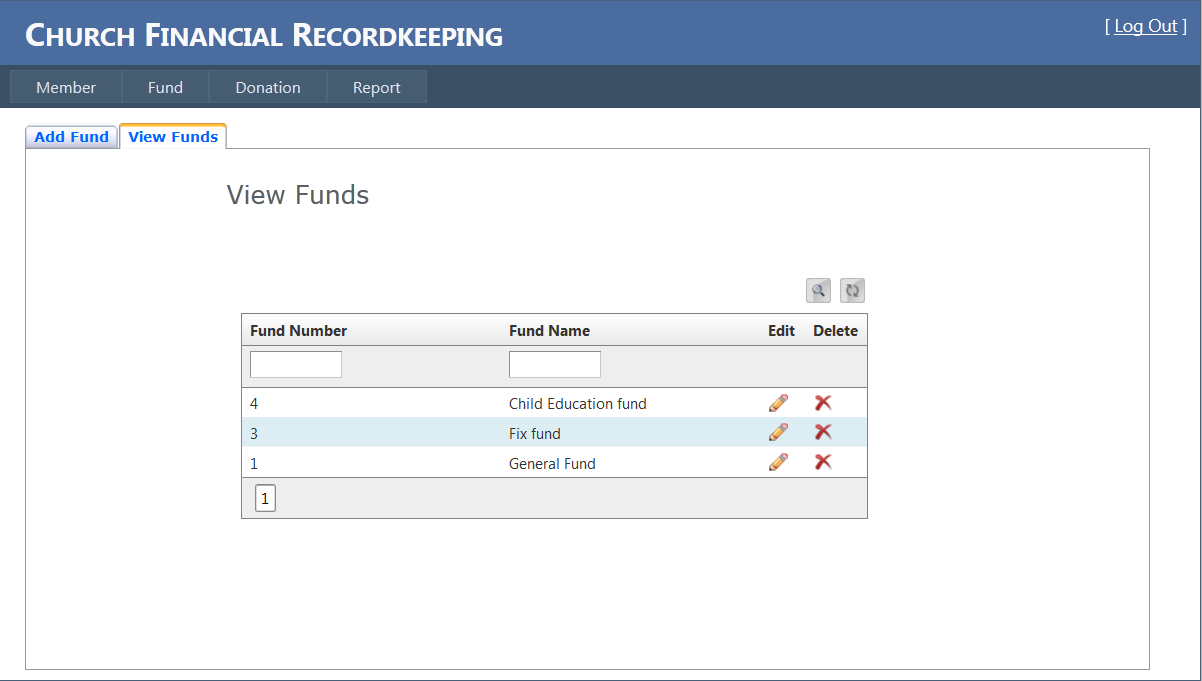 CHURCH FINANCIAL RECORDKEEPING
[ Log Out ]
Member Fund Donation Report
Add Fund View Funds
View Funds
Fund Number Fund Name Edit Delete
4 Child Education fund
3 Fix fund
1 General Fund
1